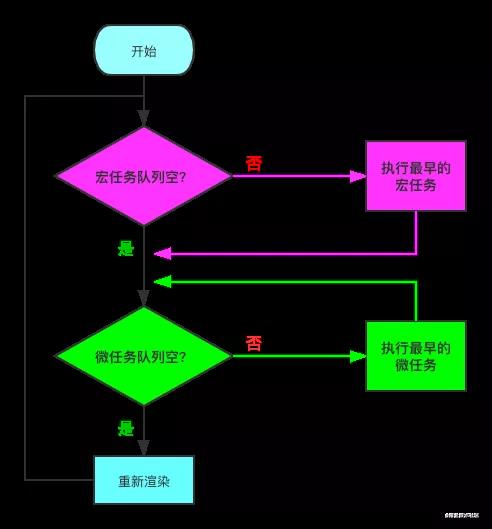 开始
宏任务队列空?
否
执行最早的
宏任务
是
微任务队列空?
否
执行最早的
微任务
是
重新渲染